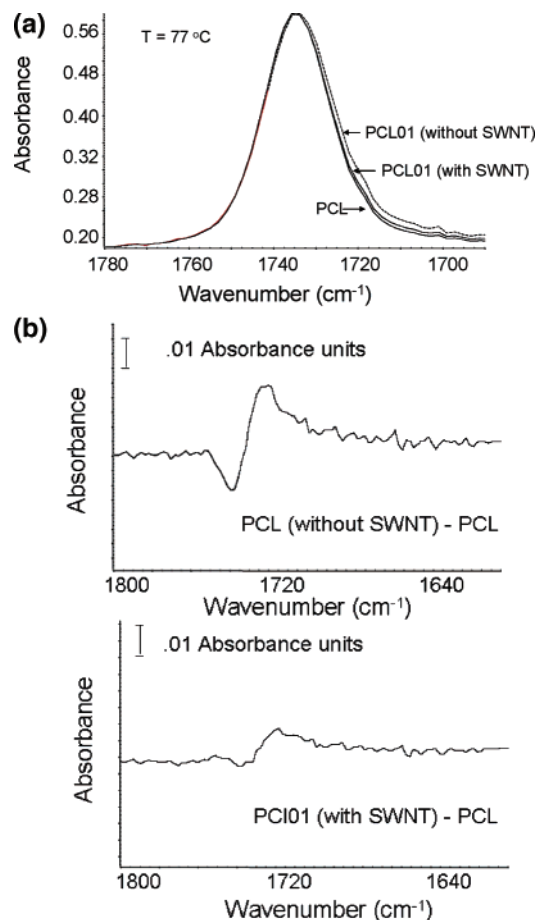 (a)
T = 77 °C
Absorbance
0.56
0.48
0.40
0.32
0.28
0.20
PCL01 (without SWNT)
PCL01 (with SWNT)
PCL
1780
1760
1740
1720
1700
Wavenumber (cm⁻¹)
(b)
.01 Absorbance units
Absorbance
PCL (without SWNT) - PCL
1800
1720
1640
Wavenumber (cm⁻¹)
.01 Absorbance units
Absorbance
PCl01 (with SWNT) - PCL
1800
1720
1640
Wavenumber (cm⁻¹)